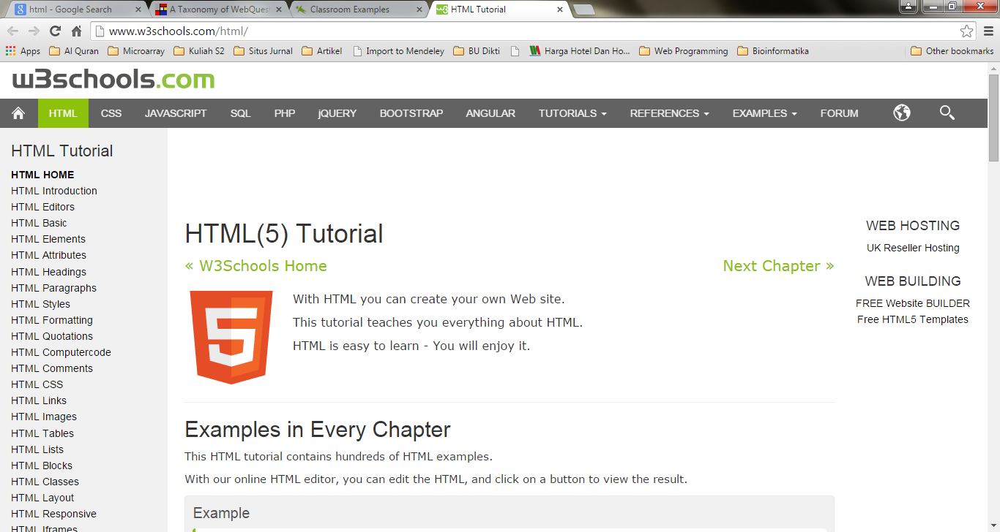 html - Google Search
A Taxonomy of WebQuest
Classroom Examples
HTML Tutorial
www.w3schools.com/html/
Apps Al Quran Microarray Kuliah S2 Situs Jurnal Artikel Import to Mendeley BU Dikti Harga Hotel Dan Ho... Web Programming Bioinformatika Other bookmarks
w3schools.com
HTML CSS JAVASCRIPT SQL PHP jQUERY BOOTSTRAP ANGULAR TUTORIALS REFERENCES EXAMPLES FORUM
HTML Tutorial
HTML HOME
HTML Introduction
HTML Editors
HTML Basic
HTML Elements
HTML Attributes
HTML Headings
HTML Paragraphs
HTML Styles
HTML Formatting
HTML Quotations
HTML Computercode
HTML Comments
HTML CSS
HTML Links
HTML Images
HTML Tables
HTML Lists
HTML Blocks
HTML Classes
HTML Layout
HTML Responsive
HTML Iframes
HTML(5) Tutorial
« W3Schools Home
Next Chapter »
5
With HTML you can create your own Web site.
This tutorial teaches you everything about HTML.
HTML is easy to learn - You will enjoy it.
Examples in Every Chapter
This HTML tutorial contains hundreds of HTML examples.
With our online HTML editor, you can edit the HTML, and click on a button to view the result.
Example
WEB HOSTING
UK Reseller Hosting
WEB BUILDING
FREE Website BUILDER
Free HTML5 Templates